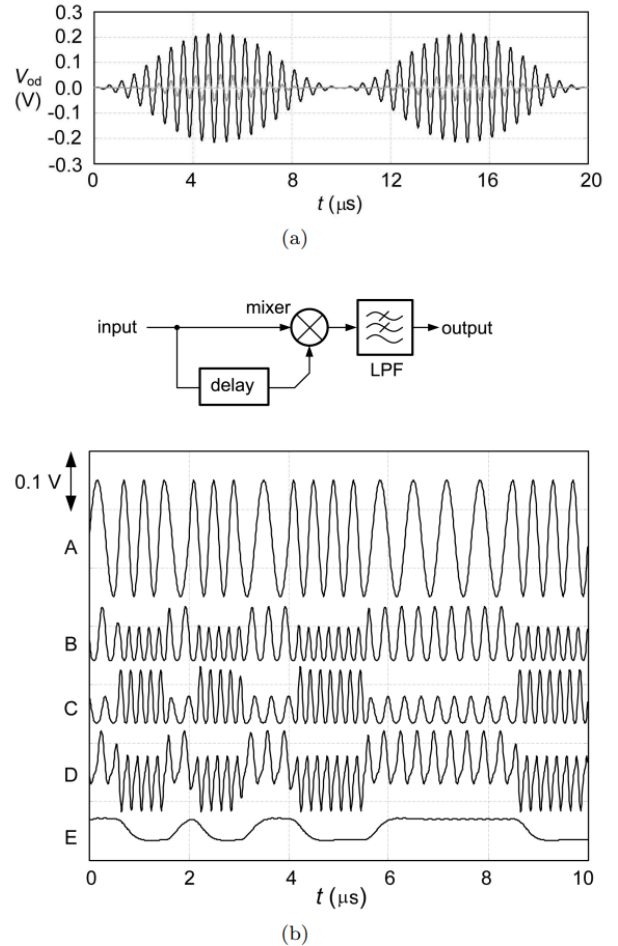 0.3
0.2
0.1
V_od 0.0
(V)
-0.1
-0.2
-0.3
0 4 8 12 16 20
t (μs)
(a)
mixer
input
output
delay
LPF
0.1 V
A
B
C
D
E
0 2 4 6 8 10
t (μs)
(b)